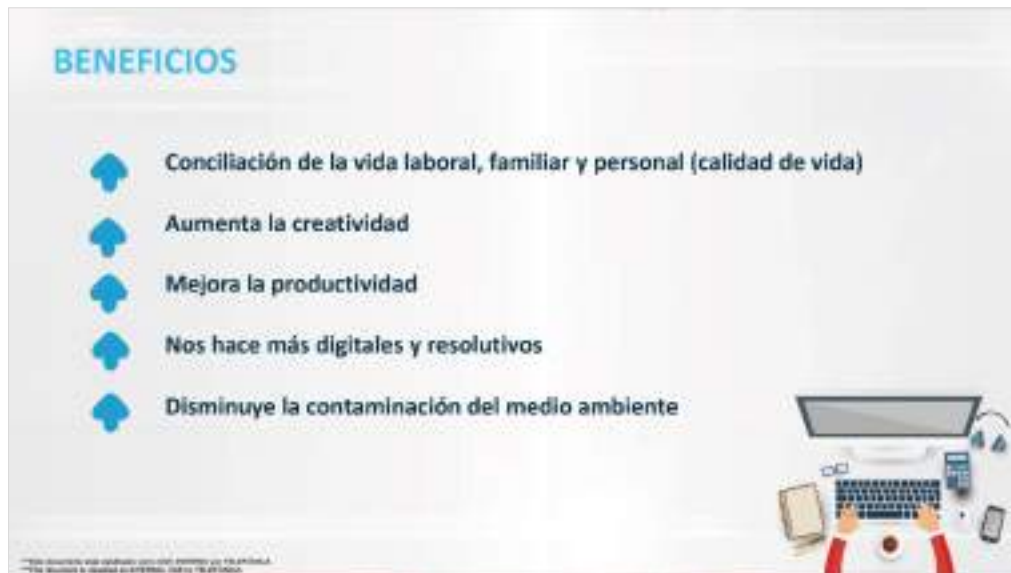 BENEFICIOS
Conciliación de la vida laboral, familiar y personal (calidad de vida)
Aumenta la creatividad
Mejora la productividad
Nos hace más digitales y resolutivos
Disminuye la contaminación del medio ambiente